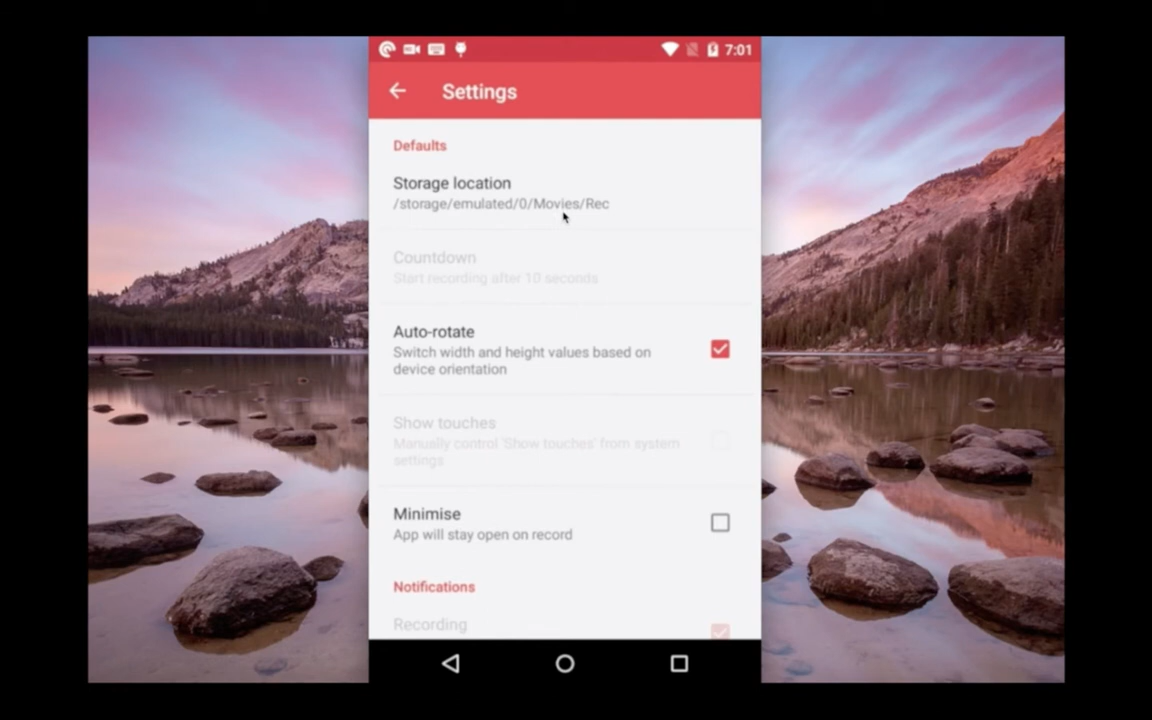 7:01
Settings
Defaults
Storage location
/storage/emulated/0/Movies/Rec
Countdown
Start recording after 10 seconds
Auto-rotate
Switch width and height values based on
device orientation
Show touches
Manually control 'Show touches' from system
settings
Minimise
App will stay open on record
Notifications
Recording